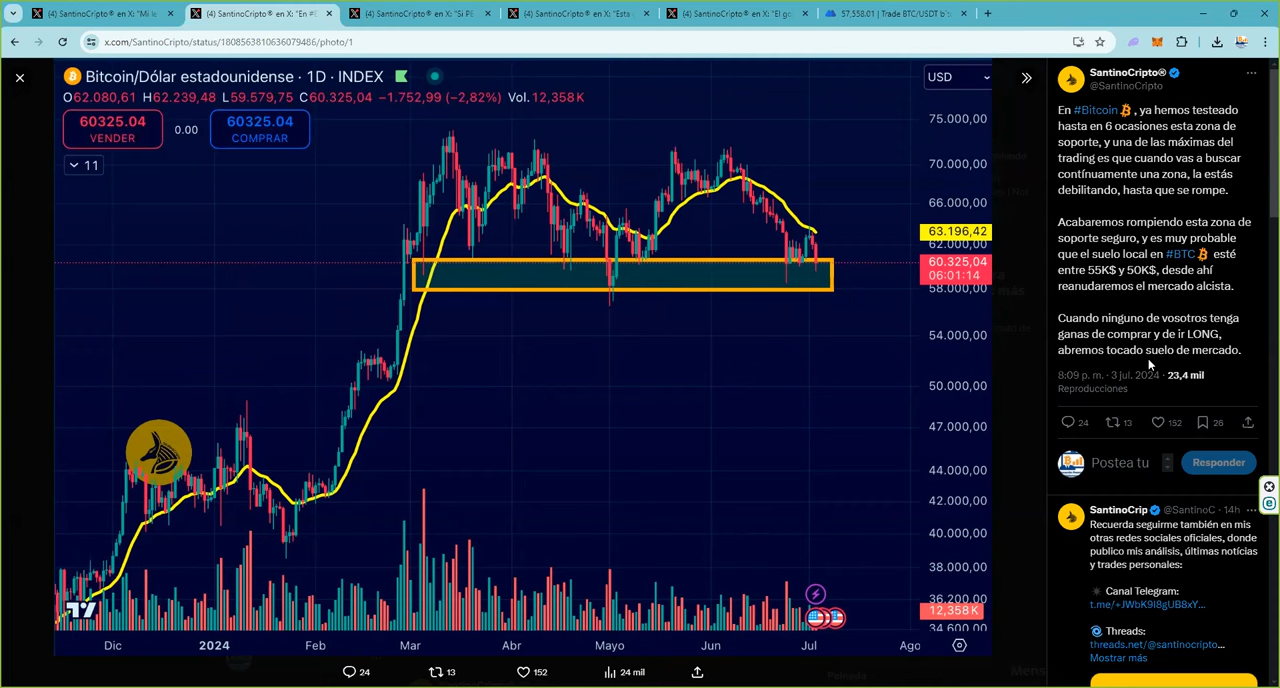 (4) SantinoCripto® en X: "Mi le
(4) SantinoCripto® en X: "En #B
(4) SantinoCripto® en X: "Si PE
(4) SantinoCripto® en X: "Esta
(4) SantinoCripto® en X: "El go
57,558.01 | Trade BTC/USDT b
x.com/SantinoCripto/status/1808563810636079486/photo/1
Bitcoin/Dólar estadounidense · 1D · INDEX
USD
O62.080,61 H62.239,48 L59.579,75 C60.325,04 −1.752,99 (−2,82%) Vol.12,358 K
60325.04
VENDER
0.00
60325.04
COMPRAR
11
75.000,00
70.000,00
66.000,00
63.196,42
62.000,00
60.325,04
06:01:14
58.000,00
54.000,00
50.000,00
47.000,00
44.000,00
42.000,00
40.000,00
38.000,00
36.200,00
12,358 K
34.600,00
Dic
2024
Feb
Mar
Abr
Mayo
Jun
Jul
Ago
24
13
152
24 mil
SantinoCripto®
@SantinoCripto
En #Bitcoin , ya hemos testeado
hasta en 6 ocasiones esta zona de
soporte, y una de las máximas del
trading es que cuando vas a buscar
contínuamente una zona, la estás
debilitando, hasta que se rompe.
Acabaremos rompiendo esta zona de
soporte seguro, y es muy probable
que el suelo local en #BTC esté
entre 55K$ y 50K$, desde ahí
reanudaremos el mercado alcista.
Cuando ninguno de vosotros tenga
ganas de comprar y de ir LONG,
abremos tocado suelo de mercado.
8:09 p. m. · 3 jul. 2024 · 23,4 mil
Reproducciones
24
13
152
26
Postea tu
Responder
SantinoCrip @SantinoC · 14h
Recuerda seguirme también en mis
otras redes sociales oficiales, donde
publico mis análisis, últimas notícias
y trades personales:
Canal Telegram:
t.me/+JWbK9I8gUB8xY...
Threads:
threads.net/@santinocripto...
Mostrar más